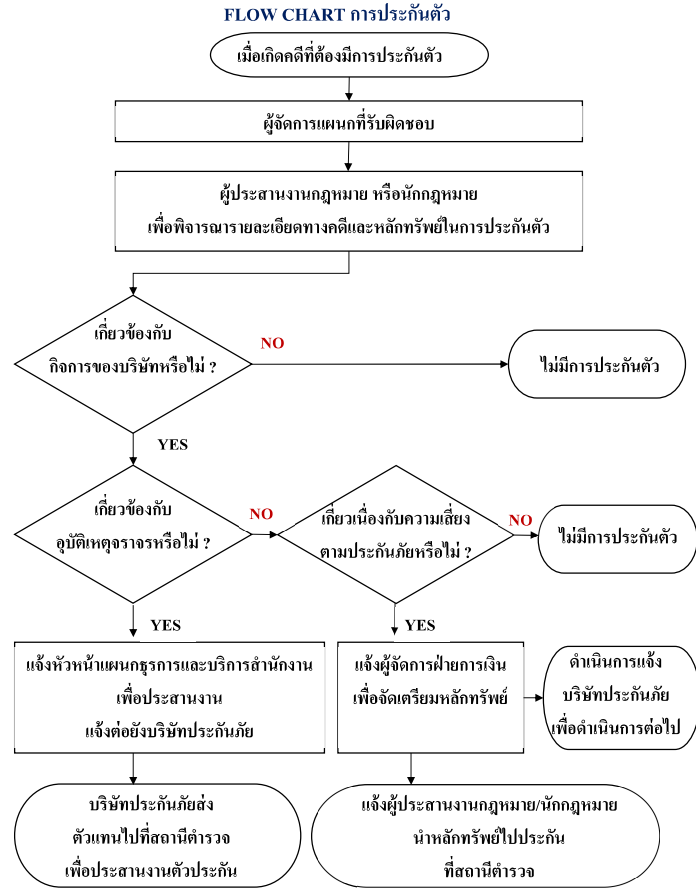 FLOW CHART การประกันตัว
เมื่อเกิดคดีที่ต้องมีการประกันตัว
ผู้จัดการแผนกที่รับผิดชอบ
ผู้ประสานงานกฎหมาย หรือนักกฎหมาย
เพื่อพิจารณารายละเอียดทางคดีและหลักทรัพย์ในการประกันตัว
เกี่ยวข้องกับ
กิจการของบริษัทหรือไม่ ?
NO
ไม่มีการประกันตัว
YES
เกี่ยวข้องกับ
อุบัติเหตุจราจรหรือไม่ ?
NO
เกี่ยวเนื่องกับความเสี่ยง
ตามประกันภัยหรือไม่ ?
NO
ไม่มีการประกันตัว
YES
YES
แจ้งหัวหน้าแผนกธุรการและบริการสำนักงาน
เพื่อประสานงาน
แจ้งต่อยังบริษัทประกันภัย
แจ้งผู้จัดการฝ่ายการเงิน
เพื่อจัดเตรียมหลักทรัพย์
ดำเนินการแจ้ง
บริษัทประกันภัย
เพื่อดำเนินการต่อไป
บริษัทประกันภัยส่ง
ตัวแทนไปที่สถานีตำรวจ
เพื่อประสานงานตัวประกัน
แจ้งผู้ประสานงานกฎหมาย/นักกฎหมาย
นำหลักทรัพย์ไปประกัน
ที่สถานีตำรวจ